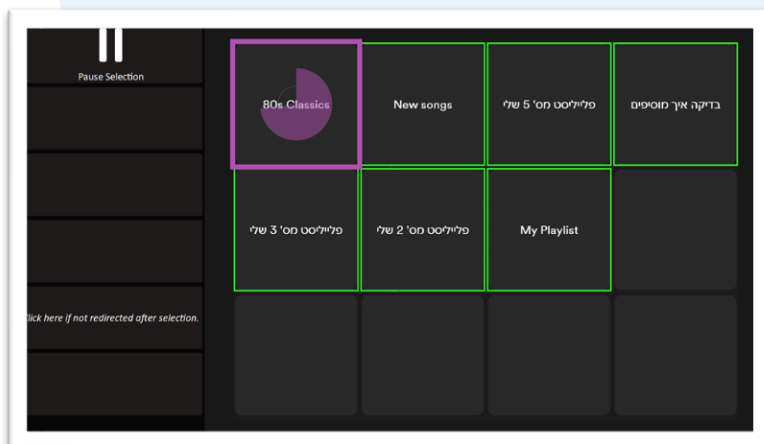 Pause Selection
80s Classics
New songs
פלייליסט מס' 5 שלי
בדיקה איך מוסיפים
פלייליסט מס' 3 שלי
פלייליסט מס' 2 שלי
My Playlist
lick here if not redirected after selection.